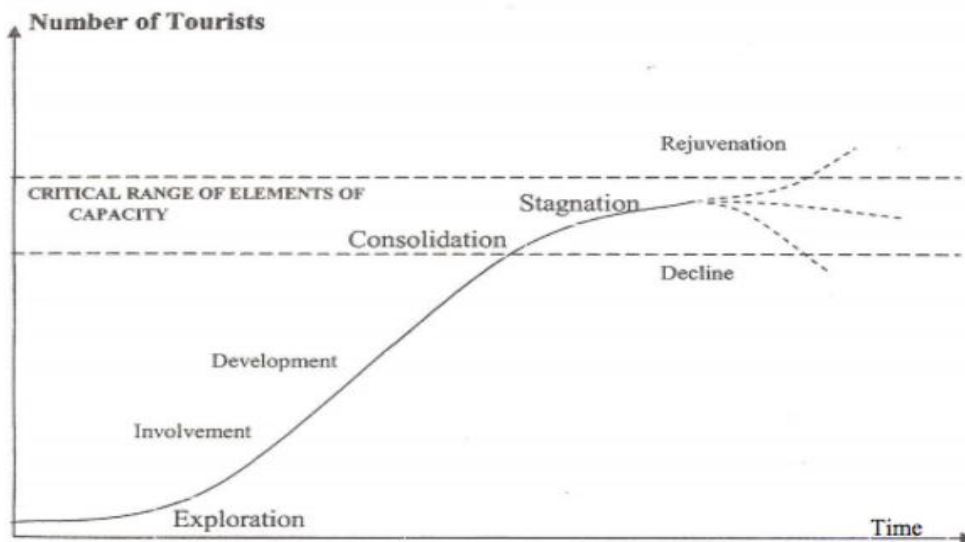 Number of Tourists
Rejuvenation
CRITICAL RANGE OF ELEMENTS OF
CAPACITY
Stagnation
Consolidation
Decline
Development
Involvement
Exploration
Time